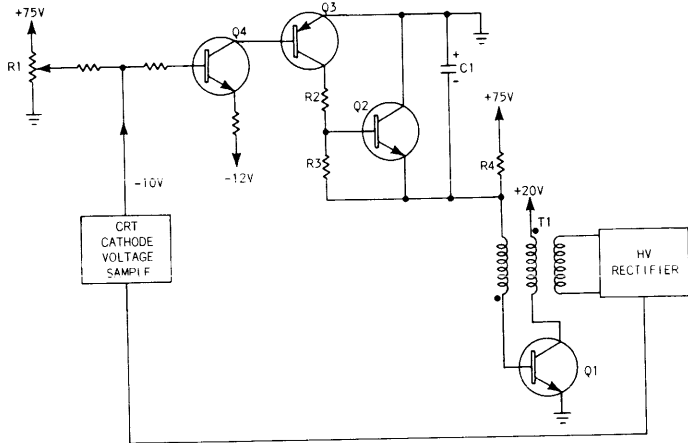 +75V
R1
Q4
Q3
-12V
R2
R3
Q2
+
C1
-
+75V
R4
+20V
T1
-10V
CRT
CATHODE
VOLTAGE
SAMPLE
HV
RECTIFIER
Q1